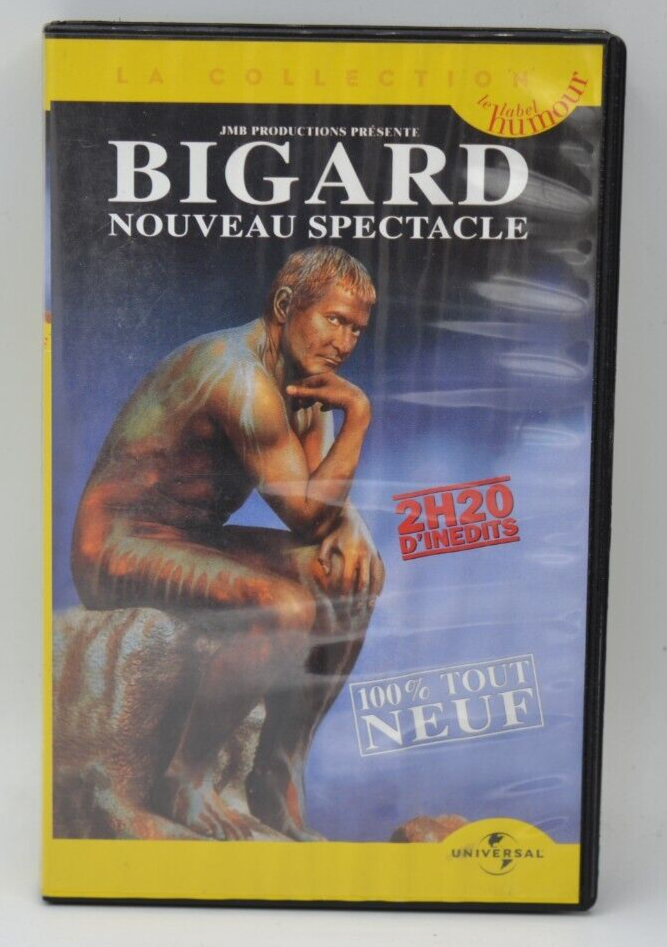 LA COLLECTION
le label
humour
JMB PRODUCTIONS PRÉSENTE
BIGARD
NOUVEAU SPECTACLE
2H20
D'INEDITS
100% TOUT
NEUF
UNIVERSAL